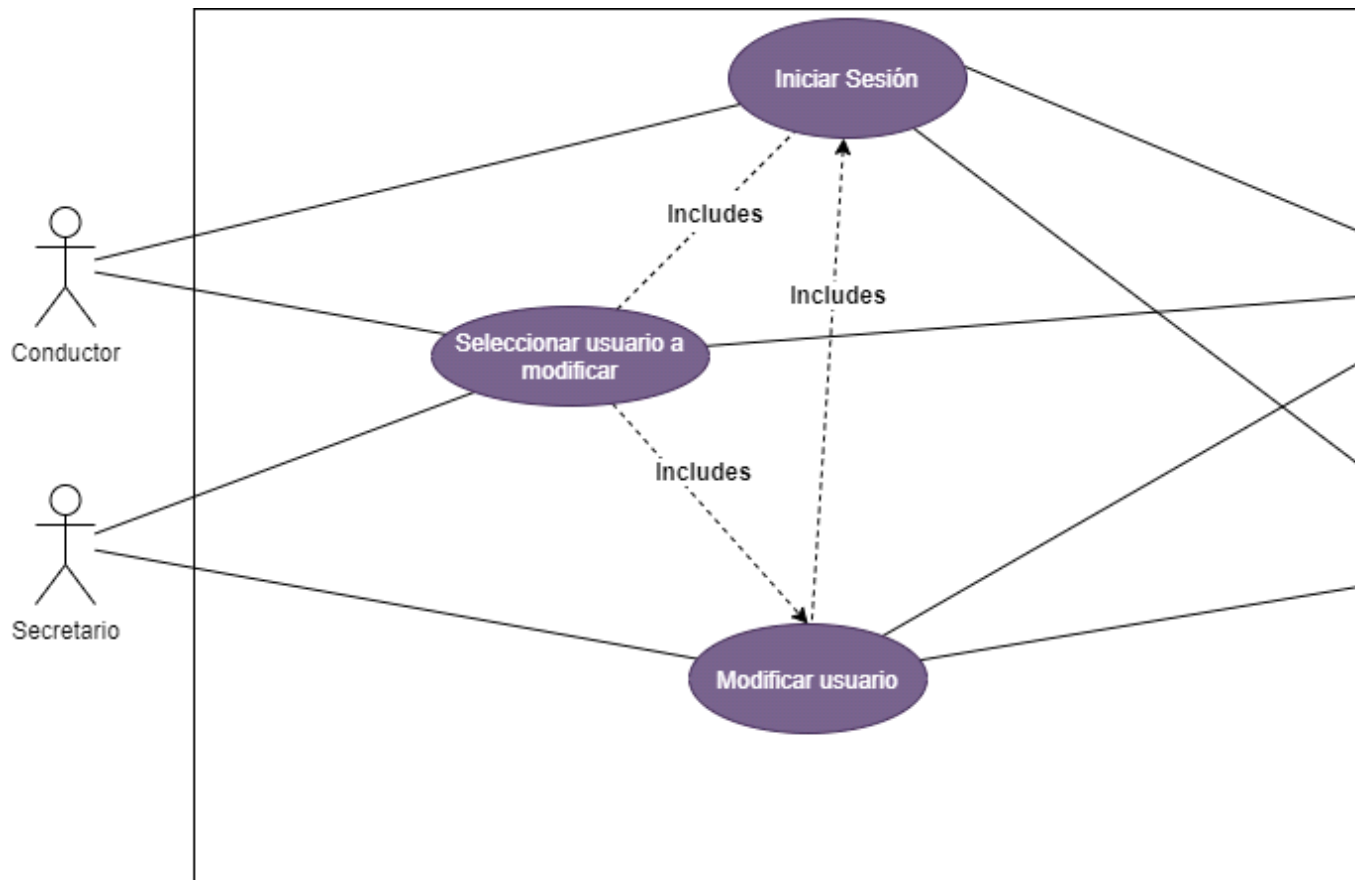 Iniciar Sesión
Includes
Includes
Conductor
Seleccionar usuario a
modificar
Includes
Secretario
Modificar usuario